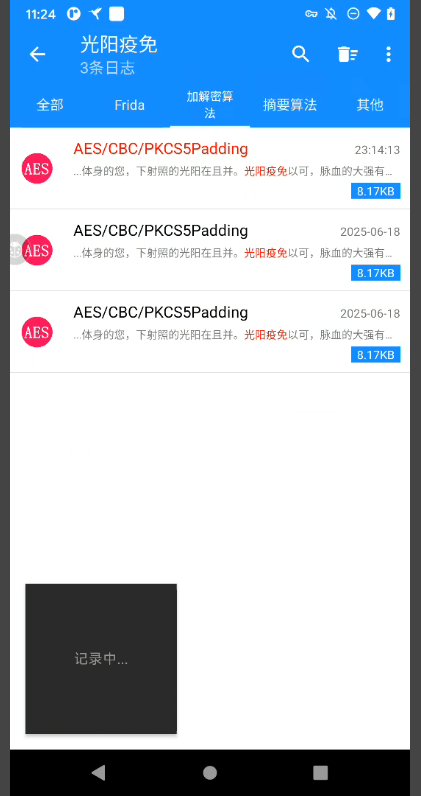 11:24
光阳疫免
3条日志
全部
Frida
加解密算
法
摘要算法
其他
AES/CBC/PKCS5Padding
23:14:13
AES
...体身的您，下射照的光阳在且并。光阳疫免以可，脉血的大强有...
8.17KB
AES/CBC/PKCS5Padding
2025-06-18
AES
...体身的您，下射照的光阳在且并。光阳疫免以可，脉血的大强有...
8.17KB
AES/CBC/PKCS5Padding
2025-06-18
AES
...体身的您，下射照的光阳在且并。光阳疫免以可，脉血的大强有...
8.17KB
记录中...